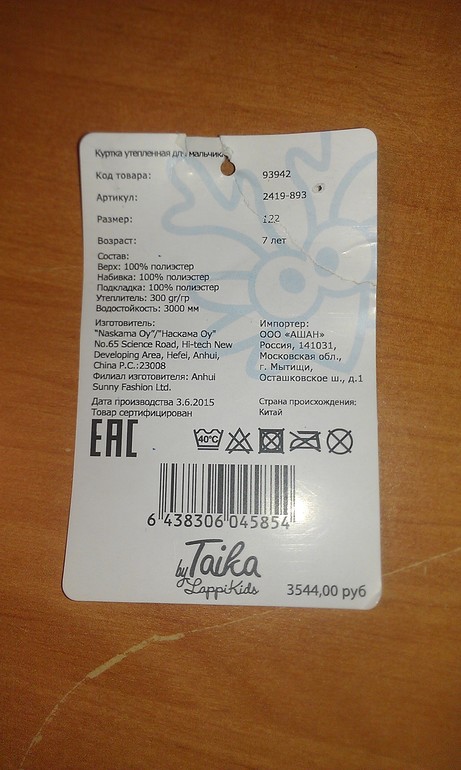 Куртка утепленная для мальчика
Код товара: 93942
Артикул: 2419-893
Размер: 122
Возраст: 7 лет
Состав:
Верх: 100% полиэстер
Набивка: 100% полиэстер
Подкладка: 100% полиэстер
Утеплитель: 300 gr/гр
Водостойкость: 3000 мм
Изготовитель:
"Naskama Oy"/"Наскама Оу"
No.65 Science Road, Hi-tech New
Developing Area, Hefei, Anhui,
China P.C.:23008
Филиал изготовителя: Anhui
Sunny Fashion Ltd.
Импортер:
ООО «АШАН»
Россия, 141031,
Московская обл.,
г. Мытищи,
Осташковское ш., д.1
Дата производства 3.6.2015
Товар сертифицирован
Страна происхождения:
Китай
EAC
40°C
6 438306 045854
by Taika
LappiKids
3544,00 руб